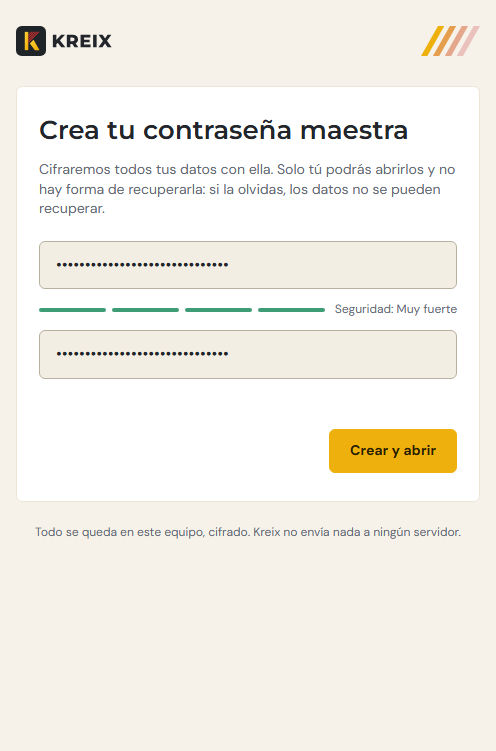 KREIX
Crea tu contraseña maestra
Cifraremos todos tus datos con ella. Solo tú podrás abrirlos y no
hay forma de recuperarla: si la olvidas, los datos no se pueden
recuperar.
••••••••••••••••••••••••••••••
Seguridad: Muy fuerte
••••••••••••••••••••••••••••••
Crear y abrir
Todo se queda en este equipo, cifrado. Kreix no envía nada a ningún servidor.